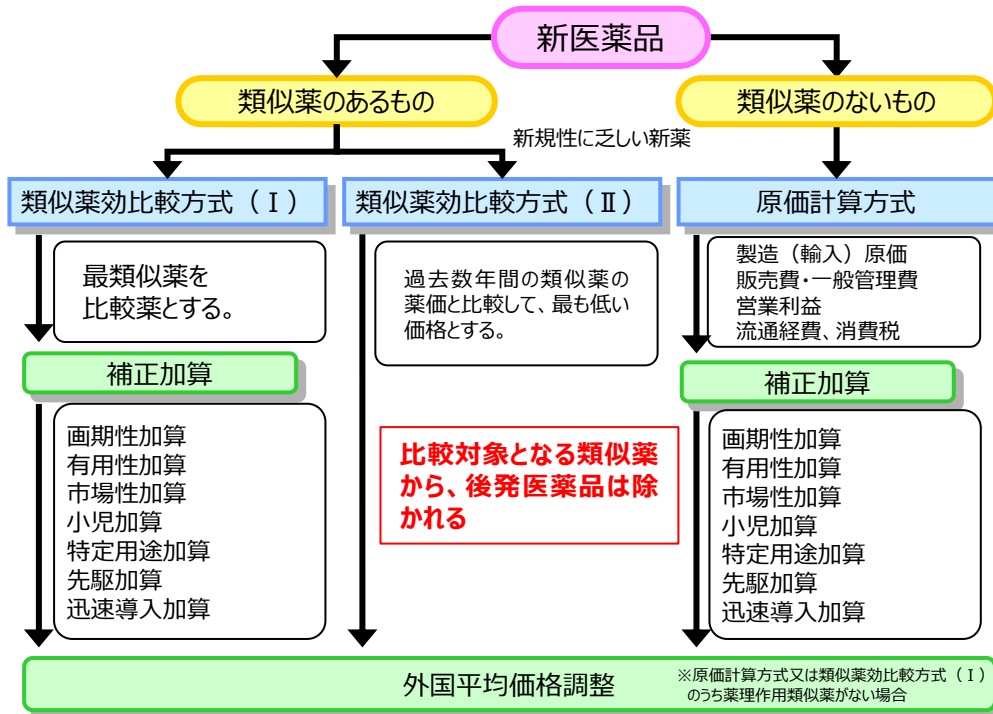 新医薬品
類似薬のあるもの
類似薬のないもの
新規性に乏しい新薬
類似薬効比較方式（Ⅰ）
類似薬効比較方式（Ⅱ）
原価計算方式
最類似薬を
比較薬とする。
過去数年間の類似薬の
薬価と比較して、最も低い
価格とする。
製造（輸入）原価
販売費・一般管理費
営業利益
流通経費、消費税
補正加算
補正加算
画期性加算
有用性加算
市場性加算
小児加算
特定用途加算
先駆加算
迅速導入加算
比較対象となる類似薬
から、後発医薬品は除
かれる
画期性加算
有用性加算
市場性加算
小児加算
特定用途加算
先駆加算
迅速導入加算
外国平均価格調整
※原価計算方式又は類似薬効比較方式（Ⅰ）
のうち薬理作用類似薬がない場合